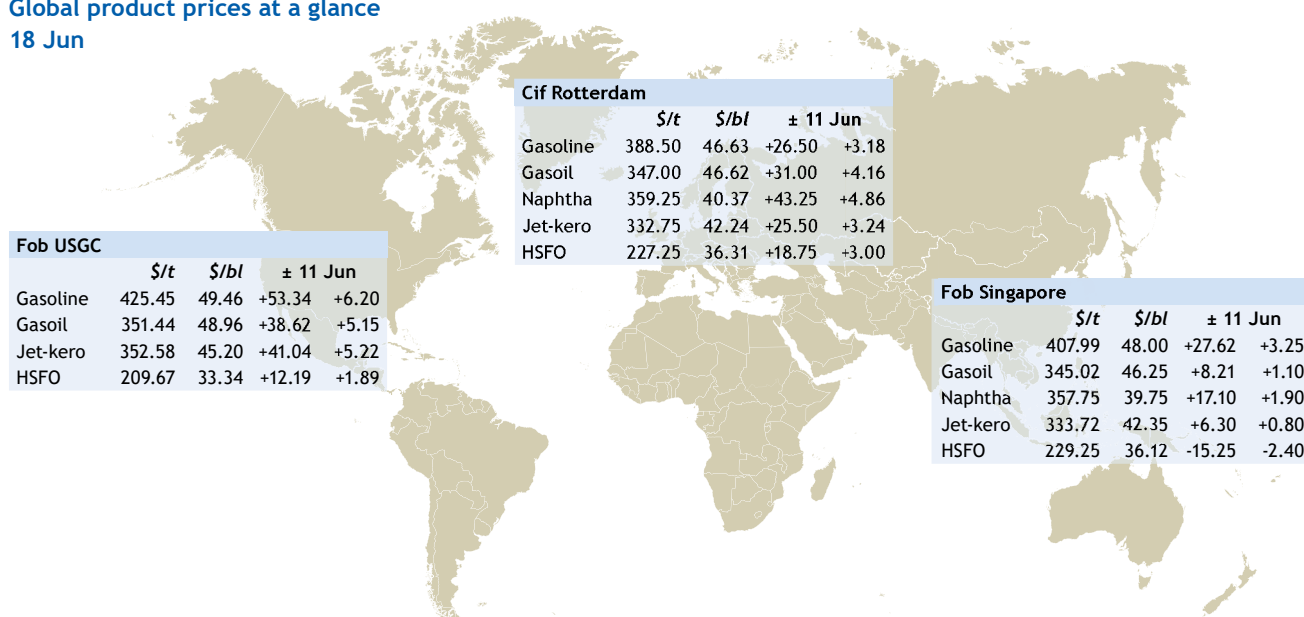 Global product prices at a glance
18 Jun
Cif Rotterdam
$/t $/bl ± 11 Jun
Gasoline 388.50 46.63 +26.50 +3.18
Gasoil 347.00 46.62 +31.00 +4.16
Naphtha 359.25 40.37 +43.25 +4.86
Jet-kero 332.75 42.24 +25.50 +3.24
HSFO 227.25 36.31 +18.75 +3.00
Fob USGC
$/t $/bl ± 11 Jun
Gasoline 425.45 49.46 +53.34 +6.20
Gasoil 351.44 48.96 +38.62 +5.15
Jet-kero 352.58 45.20 +41.04 +5.22
HSFO 209.67 33.34 +12.19 +1.89
Fob Singapore
$/t $/bl ± 11 Jun
Gasoline 407.99 48.00 +27.62 +3.25
Gasoil 345.02 46.25 +8.21 +1.10
Naphtha 357.75 39.75 +17.10 +1.90
Jet-kero 333.72 42.35 +6.30 +0.80
HSFO 229.25 36.12 -15.25 -2.40